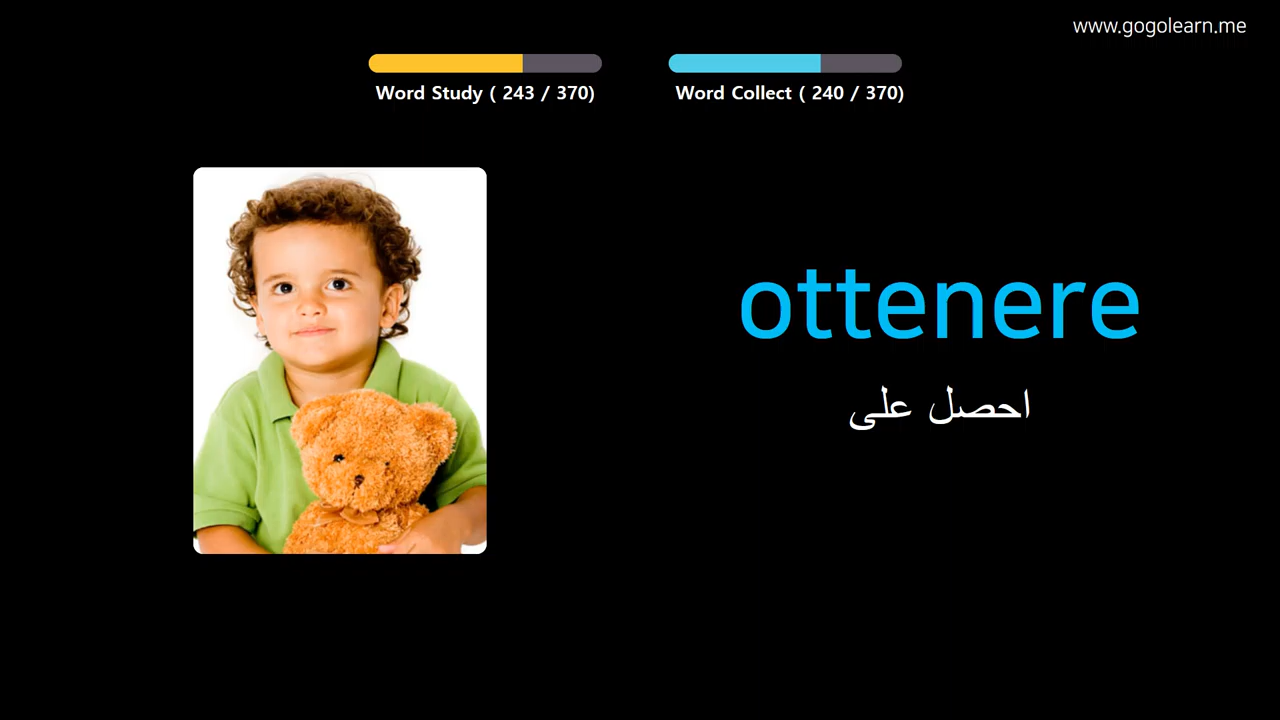 www.gogolearn.me
Word Study ( 243 / 370)
Word Collect ( 240 / 370)
ottenere
احصل على